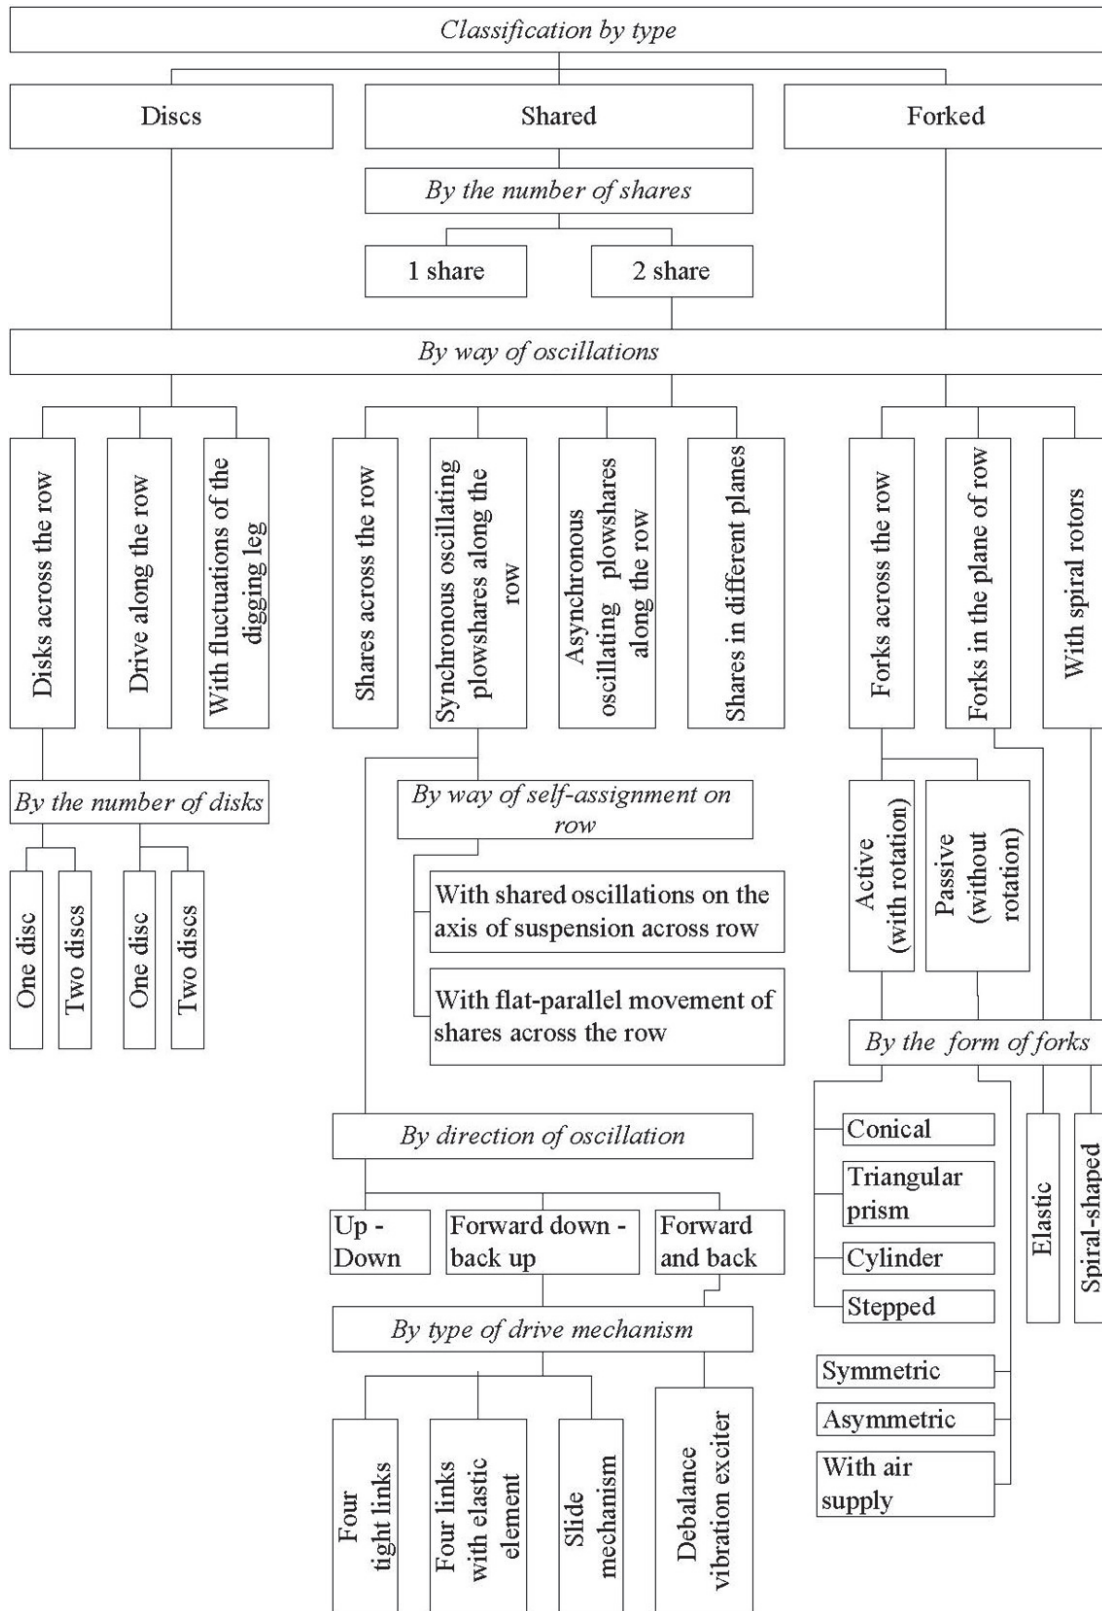 Classification by type
Discs
Shared
Forked
By the number of shares
1 share
2 share
By way of oscillations
Disks across the row
Drive along the row
With fluctuations of the
digging leg
Shares across the row
Synchronous oscillating
plowshares along the
row
Asynchronous
oscillating plowshares
along the row
Shares in different planes
Forks across the row
Forks in the plane of row
With spiral rotors
By the number of disks
One disc
Two discs
One disc
Two discs
By way of self-assignment on
row
With shared oscillations on the
axis of suspension across row
With flat-parallel movement of
shares across the row
Active
(with rotation)
Passive
(without
rotation)
By the form of forks
Conical
Triangular
prism
Cylinder
Stepped
Elastic
Spiral-shaped
Symmetric
Asymmetric
With air
supply
By direction of oscillation
Up -
Down
Forward down -
back up
Forward
and back
By type of drive mechanism
Four
tight links
Four links
with elastic
element
Slide
mechanism
Debalance
vibration exciter